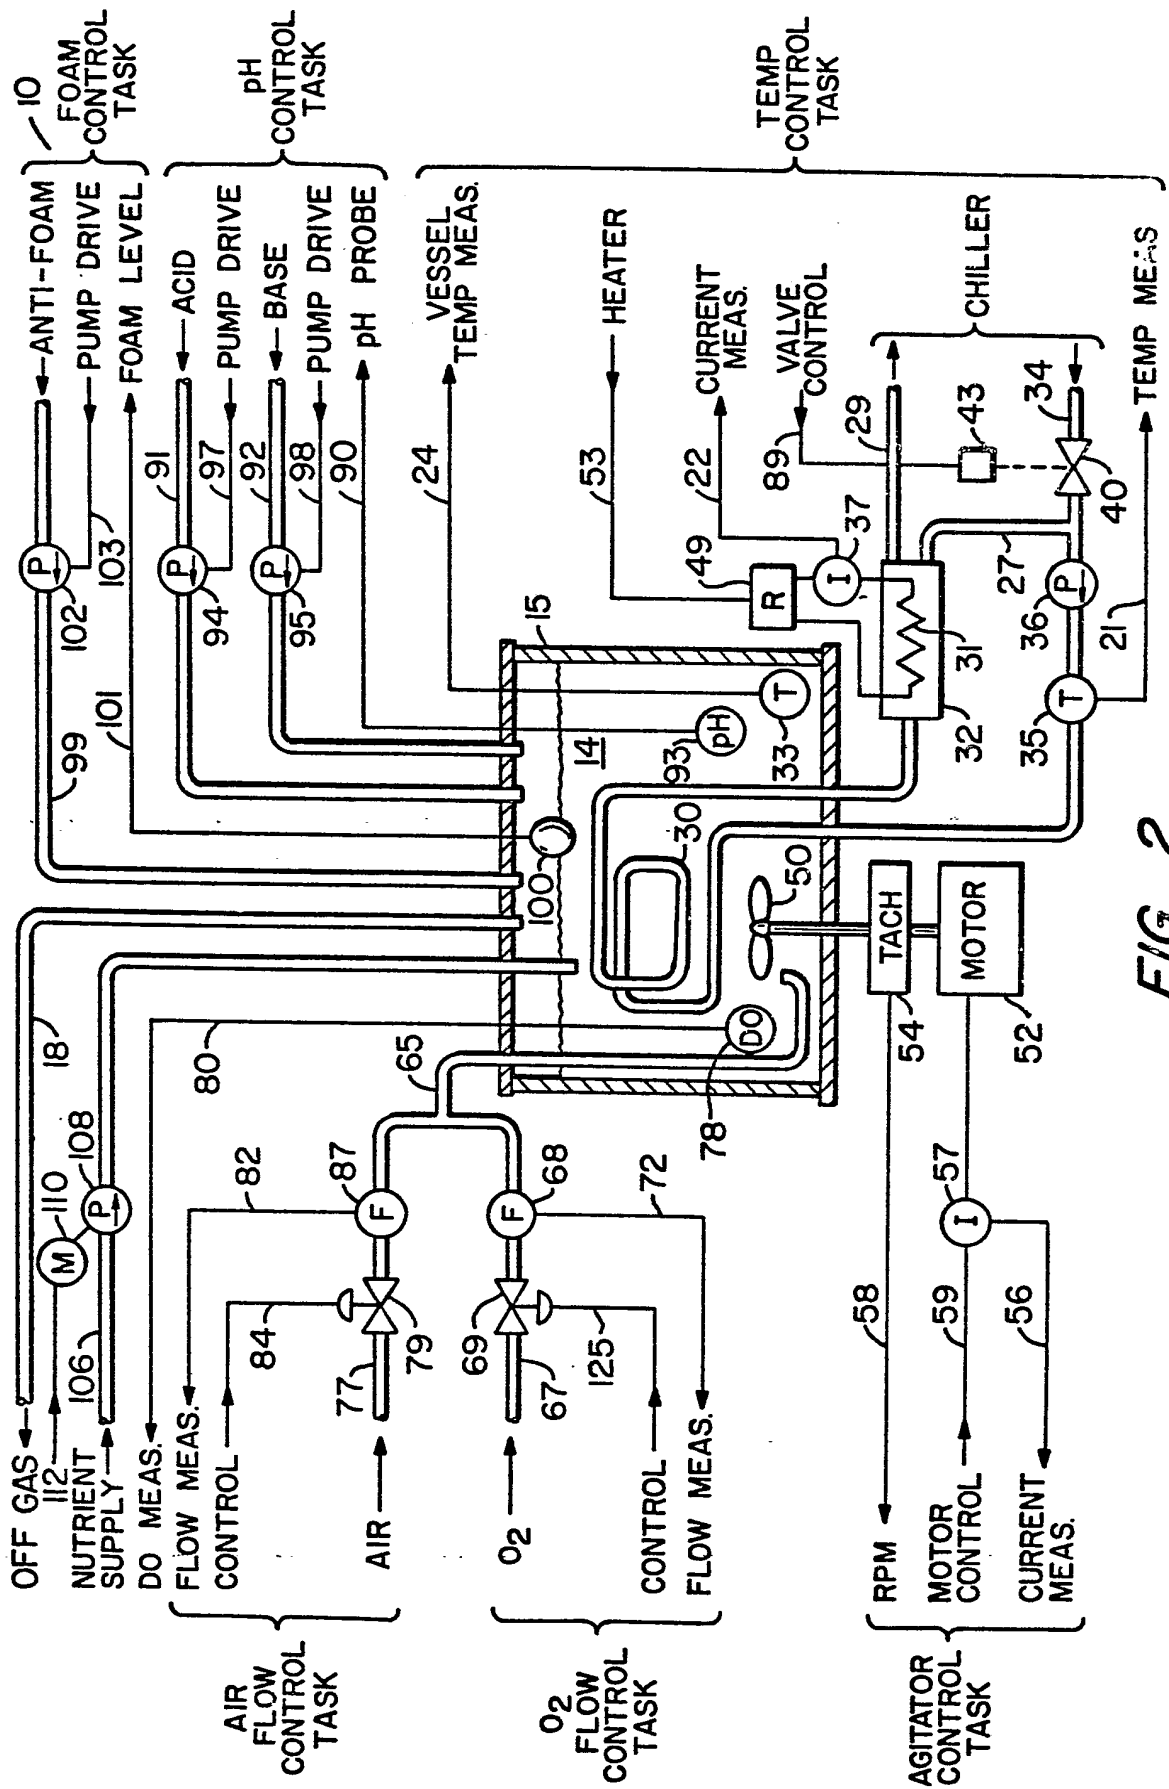 OFF GAS
112
NUTRIENT
SUPPLY
DO MEAS.
FLOW MEAS.
CONTROL
AIR
AIR
FLOW
CONTROL
TASK
O2
CONTROL
FLOW MEAS.
O2
FLOW
CONTROL
TASK
RPM
MOTOR
CONTROL
CURRENT
MEAS.
AGITATOR
CONTROL
TASK
18
106
110
M
108
P
80
82
84
87
F
77
79
65
68
F
69
67
125
72
78
DO
58
59
57
I
56
54
TACH
52
MOTOR
50
30
14
15
100
93
pH
33
T
99
101
102
P
103
91
94
P
97
92
95
P
98
90
24
53
49
R
22
37
I
89
29
43
31
32
27
34
40
36
P
35
T
21
10
ANTI-FOAM
PUMP DRIVE
FOAM LEVEL
FOAM
CONTROL
TASK
ACID
PUMP DRIVE
BASE
PUMP DRIVE
pH PROBE
pH
CONTROL
TASK
VESSEL
TEMP MEAS.
HEATER
CURRENT
MEAS.
VALVE
CONTROL
CHILLER
TEMP MEAS
TEMP
CONTROL
TASK
FIG. 2